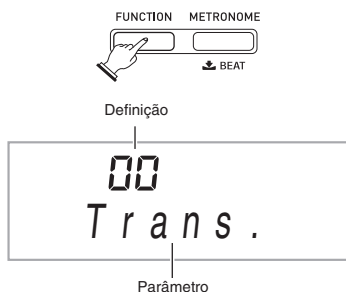 FUNCTION METRONOME
BEAT
Definição
00
Trans.
Parâmetro